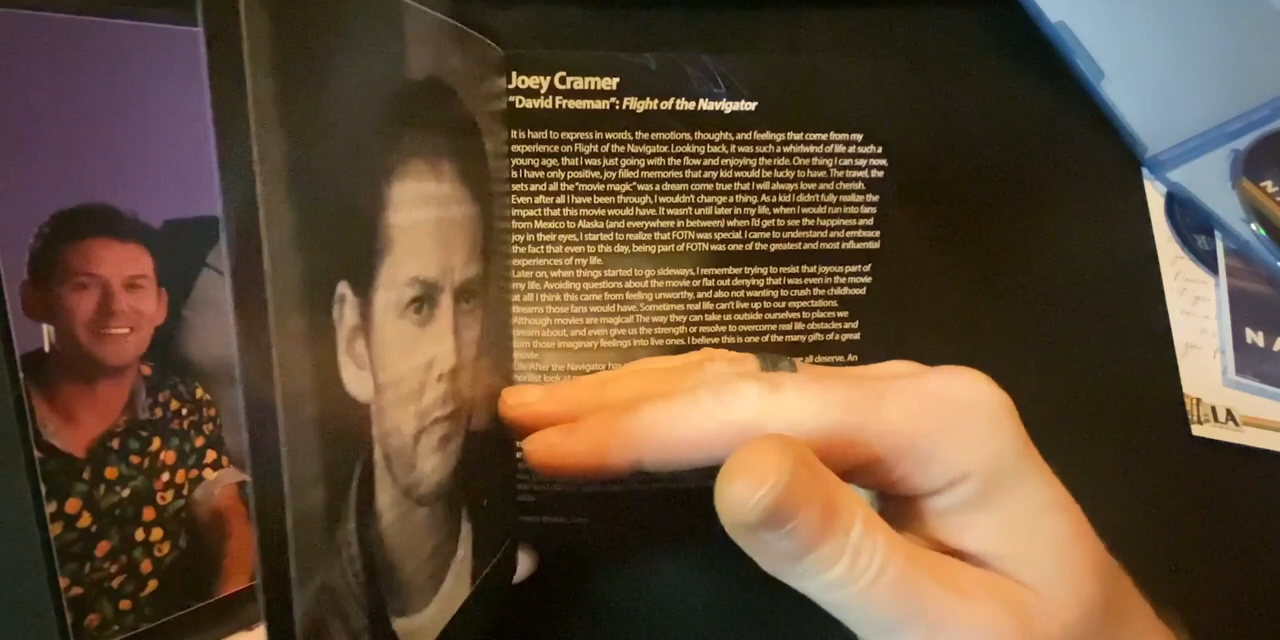 Joey Cramer
"David Freeman": Flight of the Navigator
It is hard to express in words, the emotions, thoughts, and feelings that come from my
experience on Flight of the Navigator. Looking back, it was such a whirlwind of life at such a
young age, that I was just going with the flow and enjoying the ride. One thing I can say now,
is I have only positive, joy filled memories that any kid would be lucky to have. The travel, the
sets and all the "movie magic" was a dream come true that I will always love and cherish.
Even after all I have been through, I wouldn't change a thing. As a kid I didn't fully realize the
impact that this movie would have. It wasn't until later in my life, when I would run into fans
from Mexico to Alaska (and everywhere in between) when I'd get to see the happiness and
joy in their eyes, I started to realize that FOTN was special. I came to understand and embrace
the fact that even to this day, being part of FOTN was one of the greatest and most influential
experiences of my life.
Later on, when things started to go sideways, I remember trying to resist that joyous part of
my life. Avoiding questions about the movie or flat out denying that I was even in the movie
at all! I think this came from feeling unworthy, and also not wanting to crush the childhood
dreams those fans would have. Sometimes real life can't live up to our expectations.
Although movies are magical! The way they can take us outside ourselves to places we
dream about, and even give us the strength or resolve to overcome real life obstacles and
turn those imaginary feelings into live ones. I believe this is one of the many gifts of a great
movie.
Life After the Navigator has we all deserve. An
honest look at
NA
LA